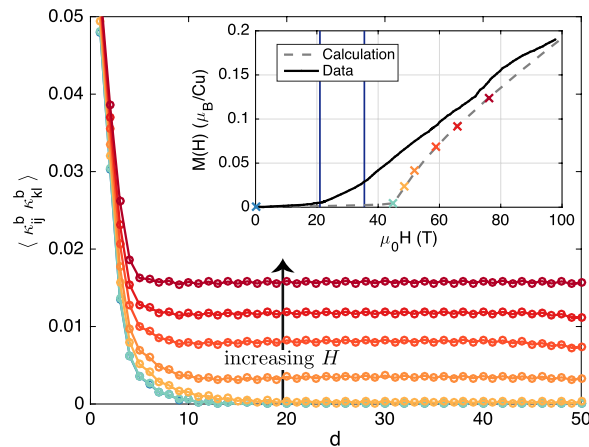 0.05
0.04
0.03
0.02
0.01
0
⟨ κ^b_ij κ^b_kl ⟩
0 10 20 30 40 50
d
increasing H
0.2
0.15
0.1
0.05
0
M(H) (μ_B/Cu)
Calculation
Data
0 20 40 60 80 100
μ_0H (T)